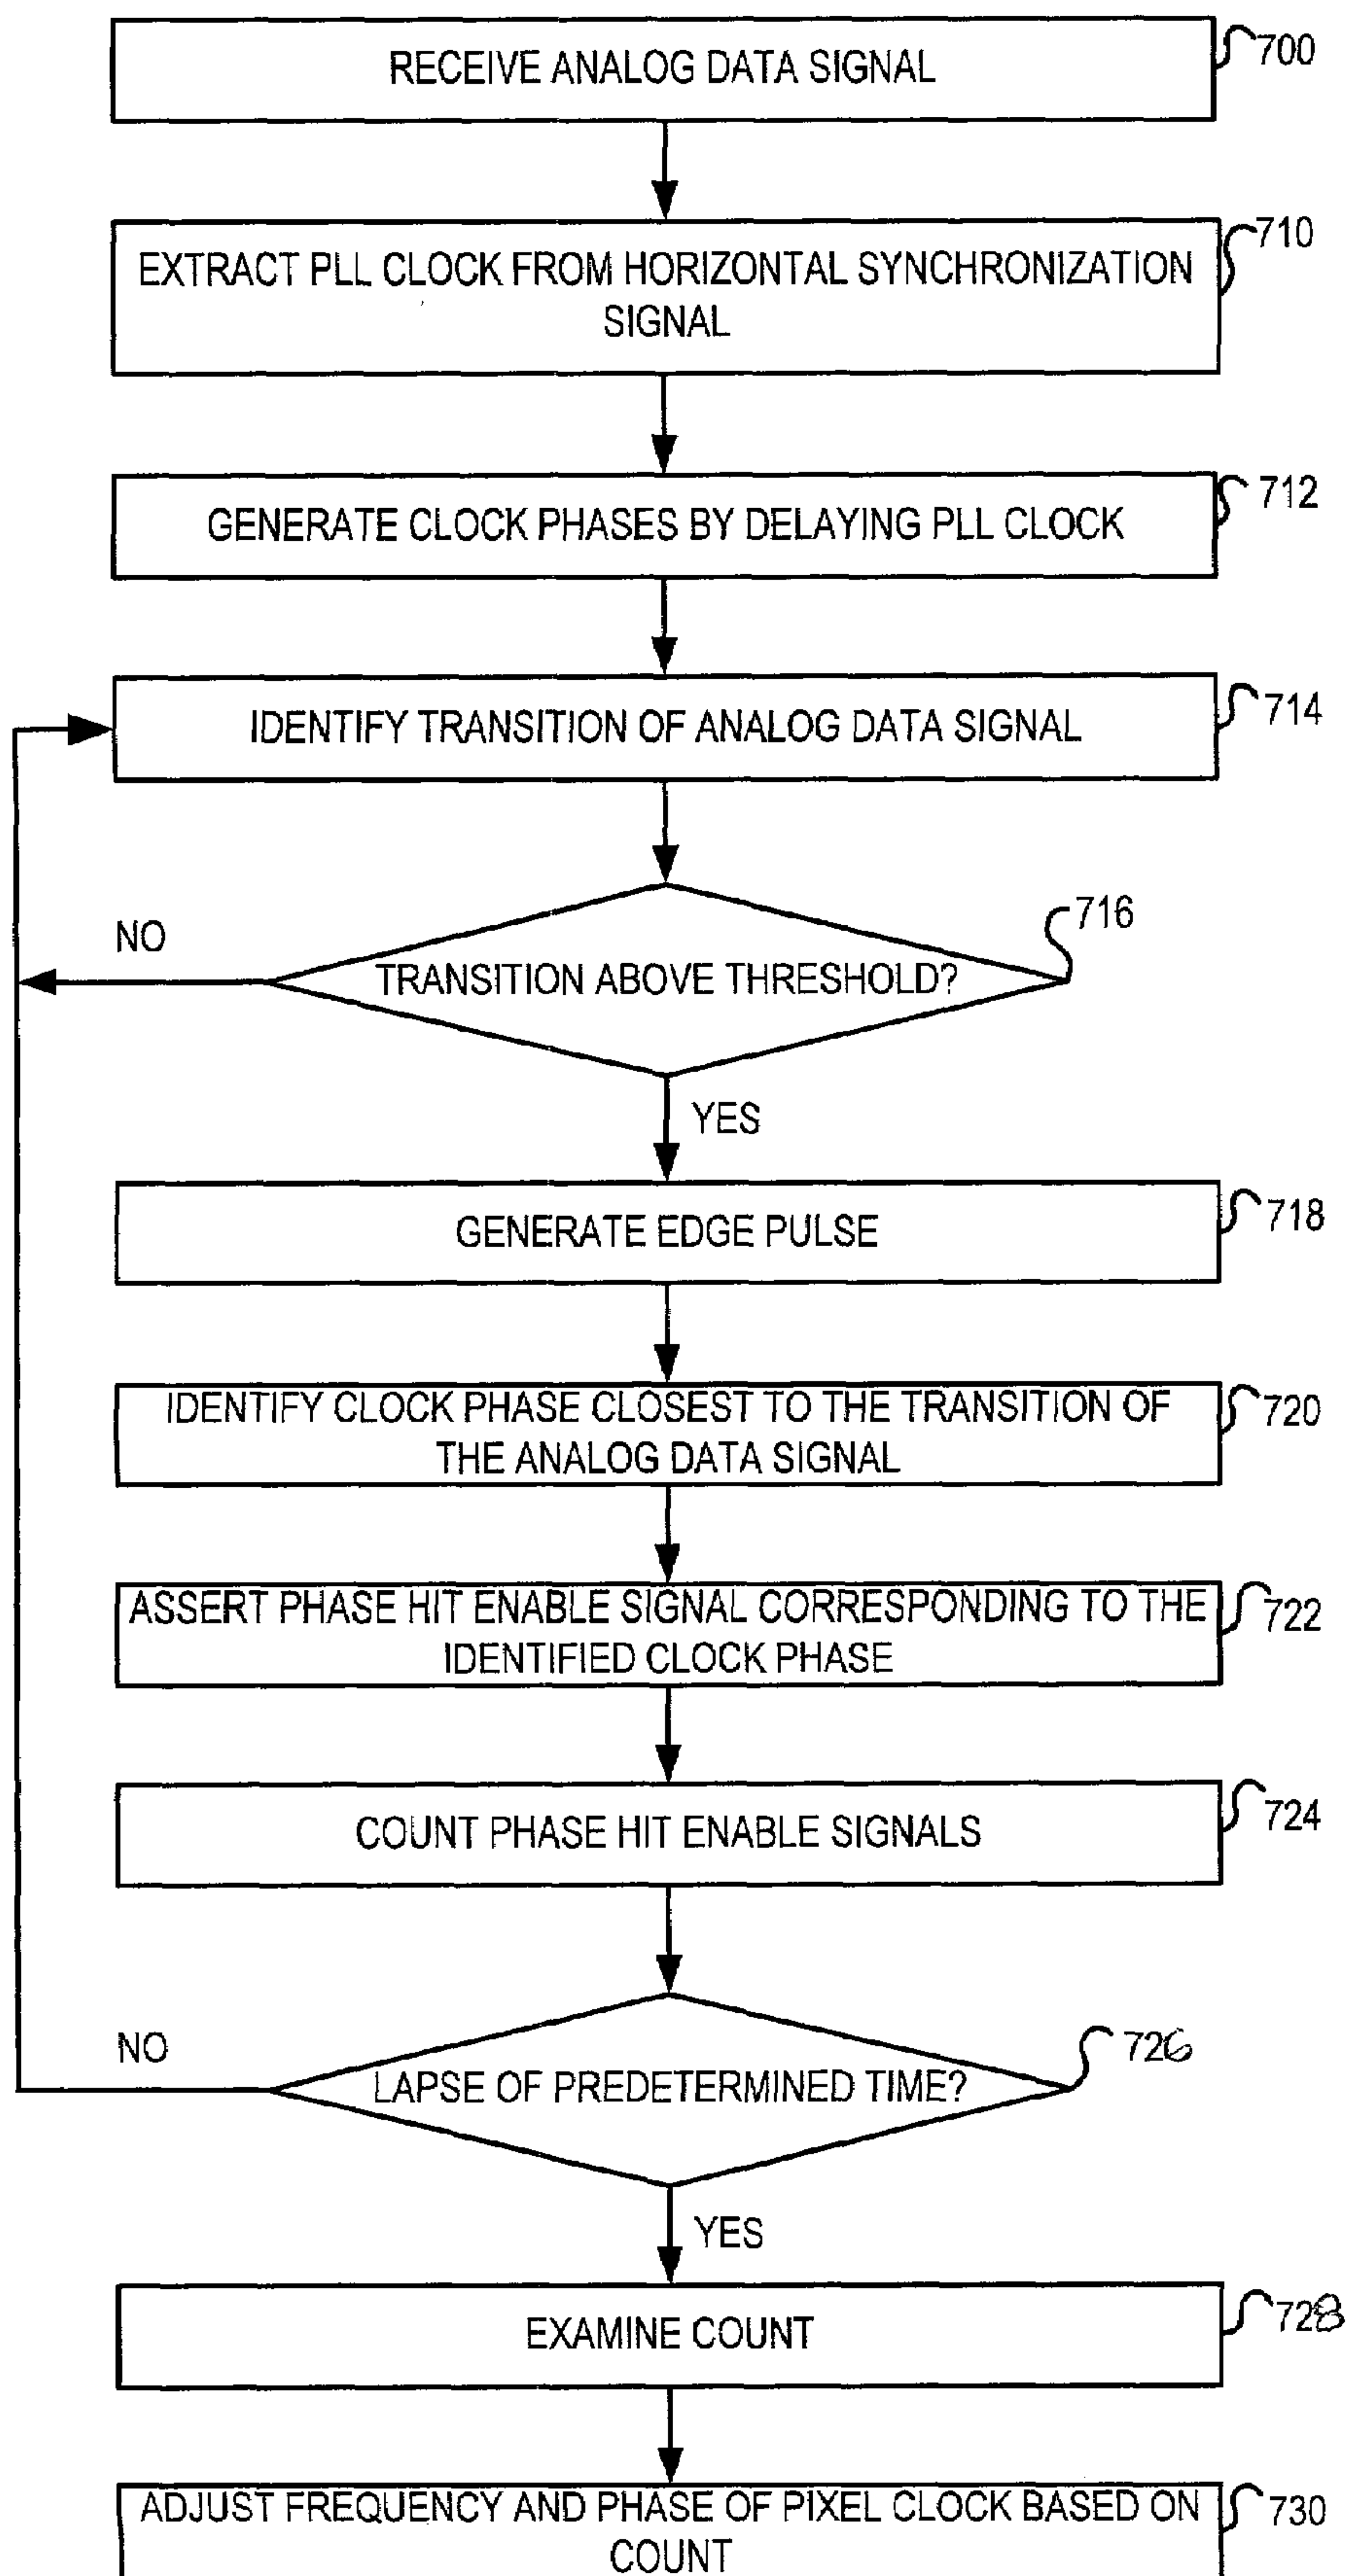 RECEIVE ANALOG DATA SIGNAL
700
EXTRACT PLL CLOCK FROM HORIZONTAL SYNCHRONIZATION
SIGNAL
710
GENERATE CLOCK PHASES BY DELAYING PLL CLOCK
712
IDENTIFY TRANSITION OF ANALOG DATA SIGNAL
714
NO
TRANSITION ABOVE THRESHOLD?
716
YES
GENERATE EDGE PULSE
718
IDENTIFY CLOCK PHASE CLOSEST TO THE TRANSITION OF
THE ANALOG DATA SIGNAL
720
ASSERT PHASE HIT ENABLE SIGNAL CORRESPONDING TO THE
IDENTIFIED CLOCK PHASE
722
COUNT PHASE HIT ENABLE SIGNALS
724
NO
LAPSE OF PREDETERMINED TIME?
726
YES
EXAMINE COUNT
728
ADJUST FREQUENCY AND PHASE OF PIXEL CLOCK BASED ON
COUNT
730